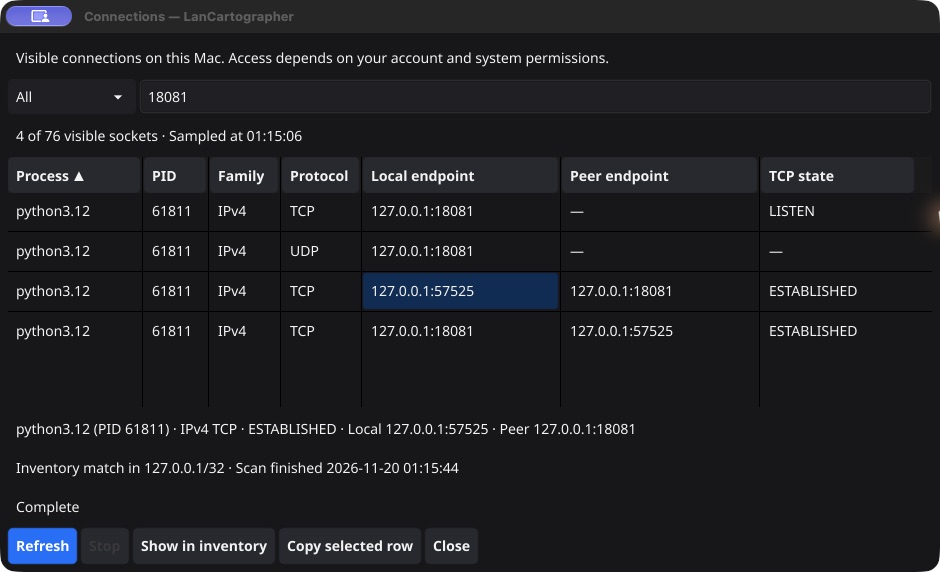 Connections — LanCartographer
Visible connections on this Mac. Access depends on your account and system permissions.
All 18081
4 of 76 visible sockets · Sampled at 01:15:06
Process ▲ PID Family Protocol Local endpoint Peer endpoint TCP state
python3.12 61811 IPv4 TCP 127.0.0.1:18081 — LISTEN
python3.12 61811 IPv4 UDP 127.0.0.1:18081 — —
python3.12 61811 IPv4 TCP 127.0.0.1:57525 127.0.0.1:18081 ESTABLISHED
python3.12 61811 IPv4 TCP 127.0.0.1:18081 127.0.0.1:57525 ESTABLISHED
python3.12 (PID 61811) · IPv4 TCP · ESTABLISHED · Local 127.0.0.1:57525 · Peer 127.0.0.1:18081
Inventory match in 127.0.0.1/32 · Scan finished 2026-11-20 01:15:44
Complete
Refresh Stop Show in inventory Copy selected row Close